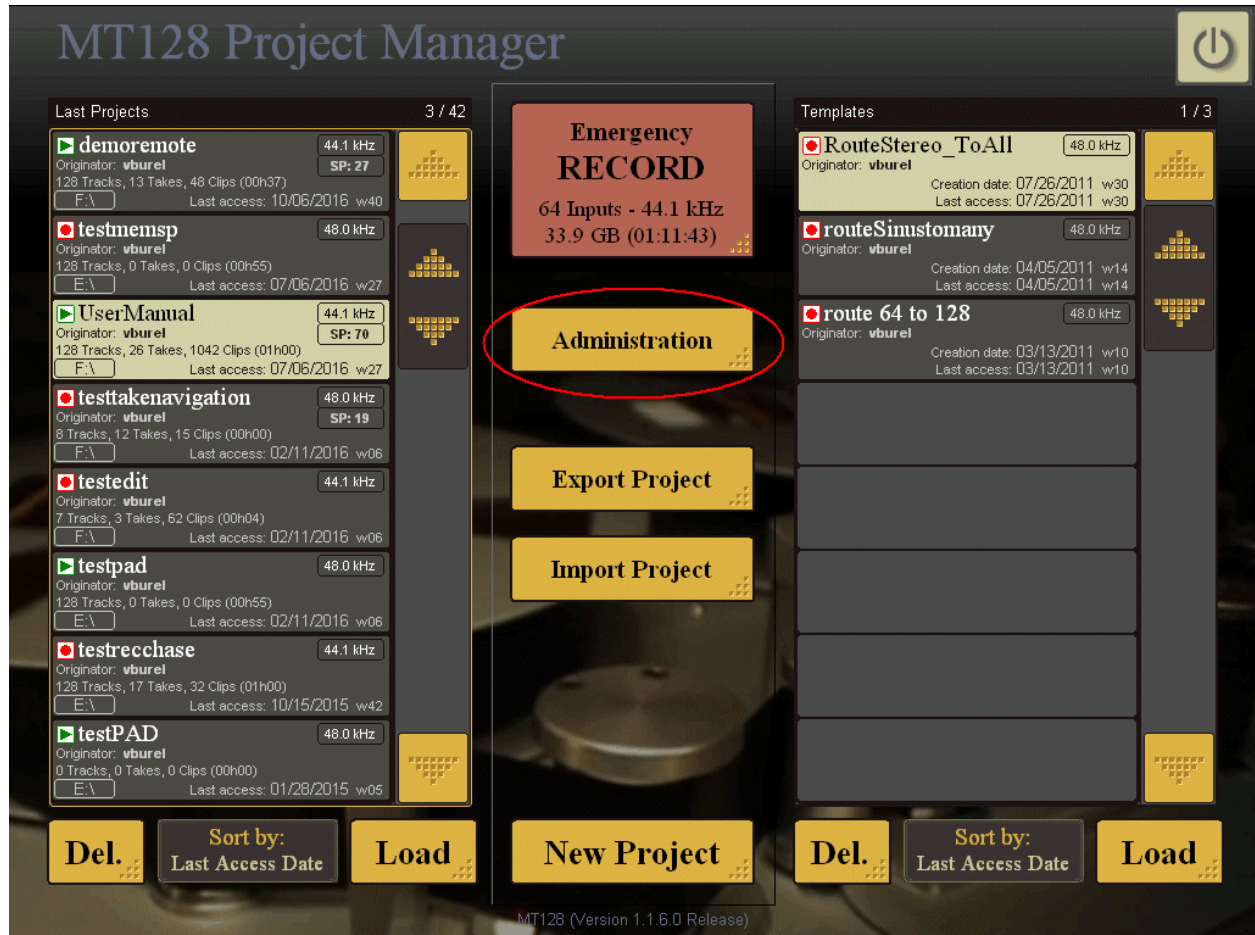 MT128 Project Manager
Last Projects 3 / 42
demoremote 44.1 kHz
Originator: vburel SP: 27
128 Tracks, 13 Takes, 48 Clips (00h37)
F:\ Last access: 10/06/2016 w40
testmemsp 48.0 kHz
Originator: vburel
128 Tracks, 0 Takes, 0 Clips (00h55)
E:\ Last access: 07/06/2016 w27
UserManual 44.1 kHz
Originator: vburel SP: 70
128 Tracks, 26 Takes, 1042 Clips (01h00)
F:\ Last access: 07/06/2016 w27
testtakenavigation 48.0 kHz
Originator: vburel SP: 19
8 Tracks, 12 Takes, 15 Clips (00h00)
F:\ Last access: 02/11/2016 w06
testedit 44.1 kHz
Originator: vburel
7 Tracks, 3 Takes, 62 Clips (00h04)
F:\ Last access: 02/11/2016 w06
testpad 48.0 kHz
Originator: vburel
128 Tracks, 0 Takes, 0 Clips (00h55)
E:\ Last access: 02/11/2016 w06
testrecchase 44.1 kHz
Originator: vburel
128 Tracks, 17 Takes, 32 Clips (01h00)
E:\ Last access: 10/15/2015 w42
testPAD 48.0 kHz
Originator: vburel
0 Tracks, 0 Takes, 0 Clips (00h00)
E:\ Last access: 01/28/2015 w05
Del.
Sort by:
Last Access Date
Load
Emergency
RECORD
64 Inputs - 44.1 kHz
33.9 GB (01:11:43)
Administration
Export Project
Import Project
New Project
MT128 (Version 1.1.6.0 Release)
Templates 1 / 3
RouteStereo_ToAll 48.0 kHz
Originator: vburel
Creation date: 07/26/2011 w30
Last access: 07/26/2011 w30
routeSinustomany 48.0 kHz
Originator: vburel
Creation date: 04/05/2011 w14
Last access: 04/05/2011 w14
route 64 to 128 48.0 kHz
Originator: vburel
Creation date: 03/13/2011 w10
Last access: 03/13/2011 w10
Del.
Sort by:
Last Access Date
Load